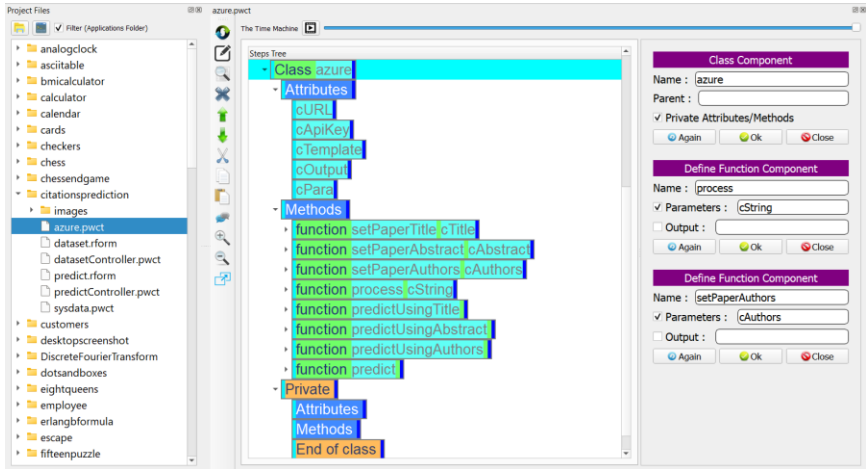 Project Files
Filter (Applications Folder)
analogclock
asciitable
bmicalculator
calculator
calendar
cards
checkers
chess
chessendgame
citationsprediction
images
azure.pwct
dataset.rform
datasetController.pwct
predict.rform
predictController.pwct
sysdata.pwct
customers
desktopscreenshot
DiscreteFourierTransform
dotsandboxes
eightqueens
employee
erlangbformula
escape
fifteenpuzzle
azure.pwct
The Time Machine
Steps Tree
Class azure
Attributes
cURL
cApiKey
cTemplate
cOutput
cPara
Methods
function setPaperTitle cTitle
function setPaperAbstract cAbstract
function setPaperAuthors cAuthors
function process cString
function predictUsingTitle
function predictUsingAbstract
function predictUsingAuthors
function predict
Private
Attributes
Methods
End of class
Class Component
Name : azure
Parent :
Private Attributes/Methods
Again Ok Close
Define Function Component
Name : process
Parameters : cString
Output :
Again Ok Close
Define Function Component
Name : setPaperAuthors
Parameters : cAuthors
Output :
Again Ok Close